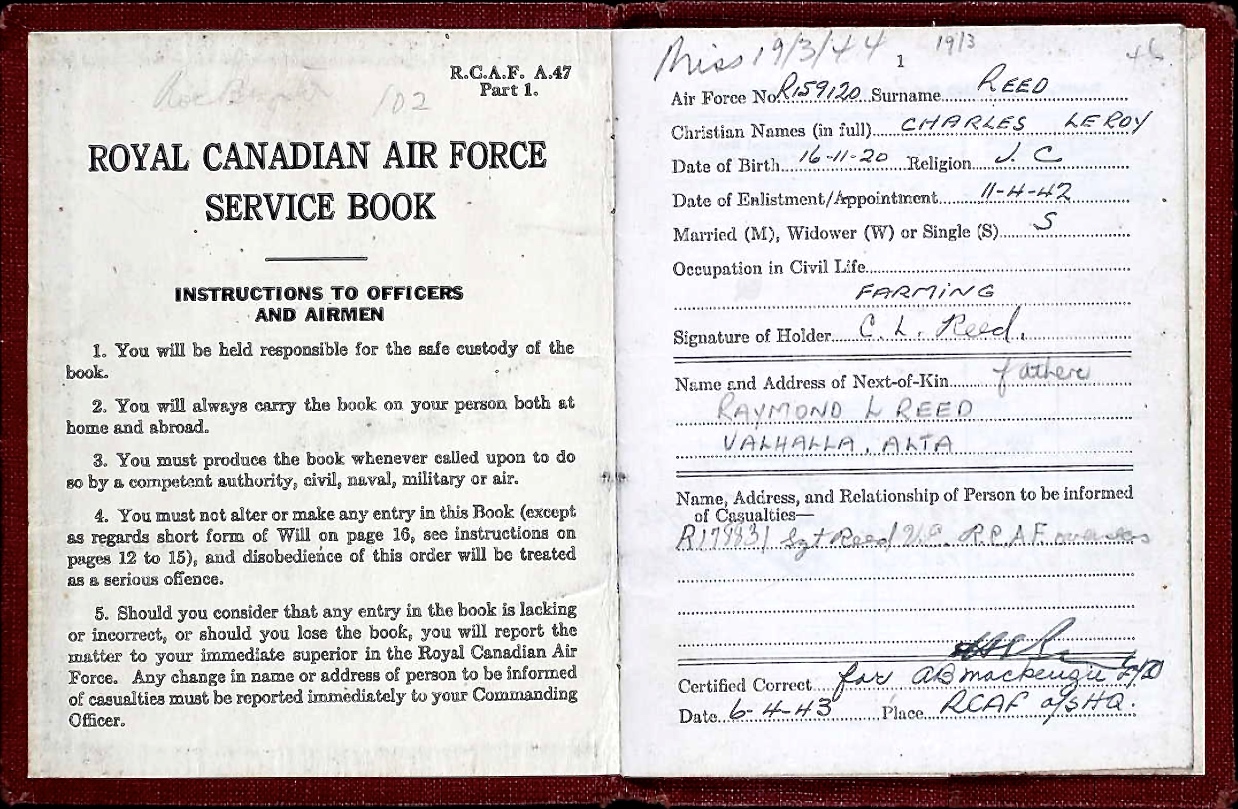 R.C.A.F. A.47
Part 1.
102
ROYAL CANADIAN AIR FORCE
SERVICE BOOK
INSTRUCTIONS TO OFFICERS
AND AIRMEN
1. You will be held responsible for the safe custody of the
book.
2. You will always carry the book on your person both at
home and abroad.
3. You must produce the book whenever called upon to do
so by a competent authority, civil, naval, military or air.
4. You must not alter or make any entry in this Book (except
as regards short form of Will on page 16, see instructions on
pages 12 to 15), and disobedience of this order will be treated
as a serious offence.
5. Should you consider that any entry in the book is lacking
or incorrect, or should you lose the book, you will report the
matter to your immediate superior in the Royal Canadian Air
Force. Any change in name or address of person to be informed
of casualties must be reported immediately to your Commanding
Officer.
Miss 19/3/44 19/3
1
Air Force No. R159120 Surname REED
Christian Names (in full) CHARLES LEROY
Date of Birth 16-11-20 Religion J. C
Date of Enlistment/Appointment 11-4-42
Married (M), Widower (W) or Single (S) S
Occupation in Civil Life
FARMING
Signature of Holder C. L. Reed.
Name and Address of Next-of-Kin father
RAYMOND L REED
VALHALLA, ALTA
Name, Address, and Relationship of Person to be informed
of Casualties—
Sgt Reed R.C.A.F. overseas
Certified Correct for AB Mackenzie F/O
Date 6-4-43 Place RCAF o/s HQ.